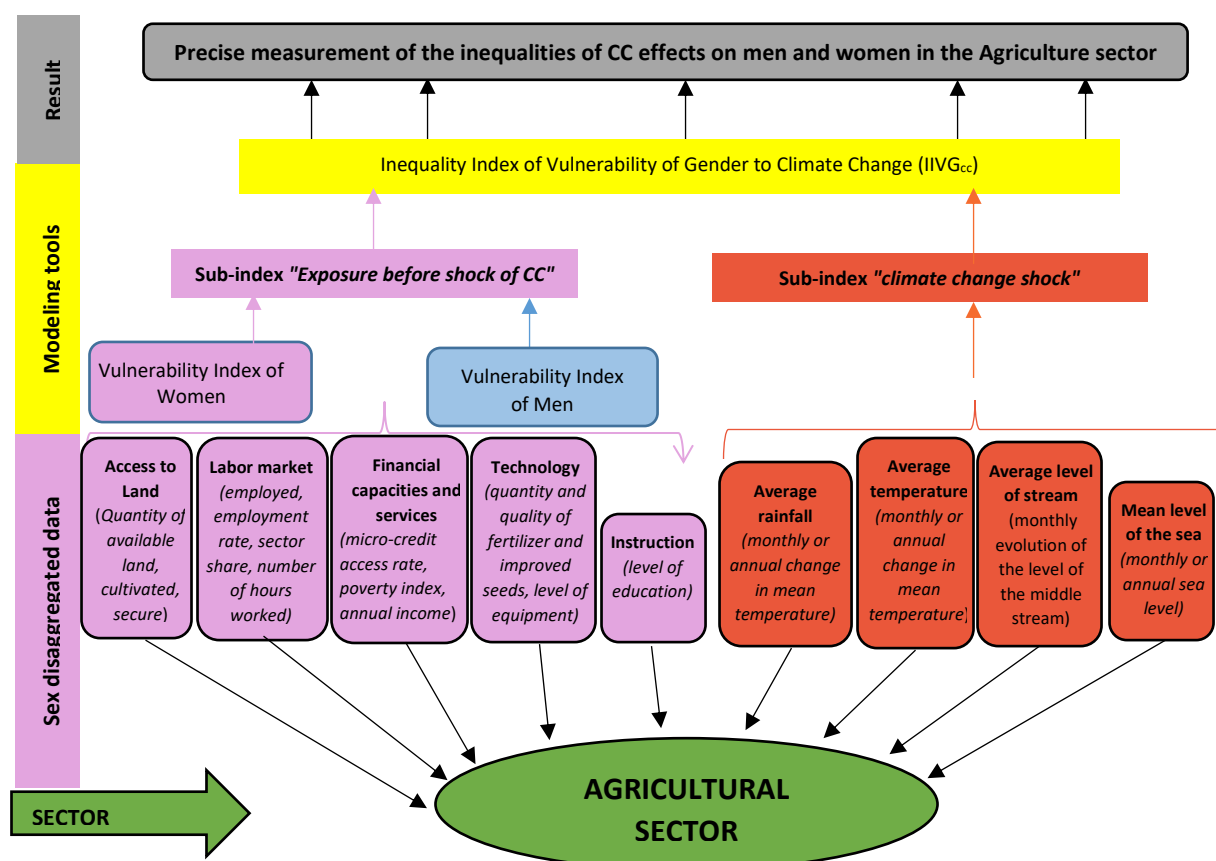 Result
Precise measurement of the inequalities of CC effects on men and women in the Agriculture sector
Modeling tools
Inequality Index of Vulnerability of Gender to Climate Change (IIVGcc)
Sub-index "Exposure before shock of CC"
Sub-index "climate change shock"
Vulnerability Index of
Women
Vulnerability Index
of Men
Sex disaggregated data
Access to
Land
(Quantity of
available
land,
cultivated,
secure)
Labor market
(employed,
employment
rate, sector
share, number
of hours
worked)
Financial
capacities and
services
(micro-credit
access rate,
poverty index,
annual income)
Technology
(quantity and
quality of
fertilizer and
improved
seeds, level of
equipment)
Instruction
(level of
education)
Average
rainfall
(monthly or
annual change
in mean
temperature)
Average
temperature
(monthly or
annual
change in
mean
temperature)
Average level
of stream
(monthly
evolution of
the level of
the middle
stream)
Mean level
of the sea
(monthly or
annual sea
level)
SECTOR
AGRICULTURAL
SECTOR